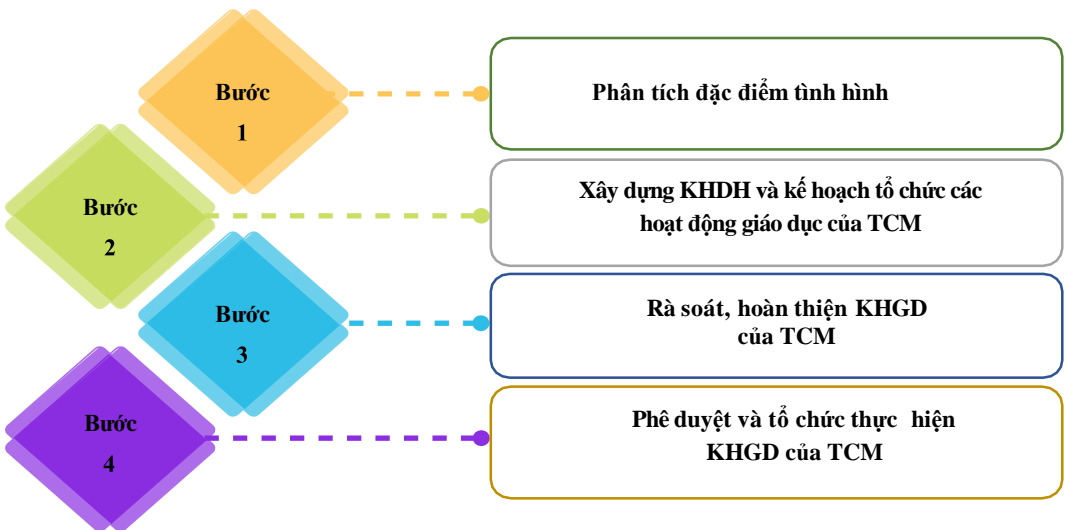 Bước
1
Phân tích đặc điểm tình hình
Bước
2
Xây dựng KHDH và kế hoạch tổ chức các
hoạt động giáo dục của TCM
Bước
3
Rà soát, hoàn thiện KHGD
của TCM
Bước
4
Phê duyệt và tổ chức thực hiện
KHGD của TCM